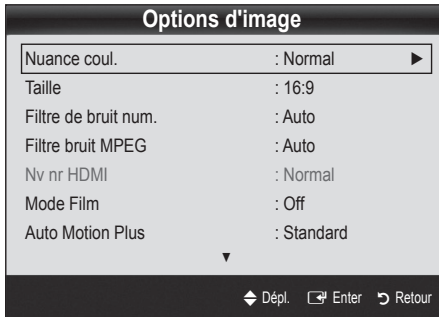 Options d'image
Nuance coul. : Normal ►
Taille : 16:9
Filtre de bruit num. : Auto
Filtre bruit MPEG : Auto
Nv nr HDMI : Normal
Mode Film : Off
Auto Motion Plus : Standard
▼
Dépl. Enter Retour